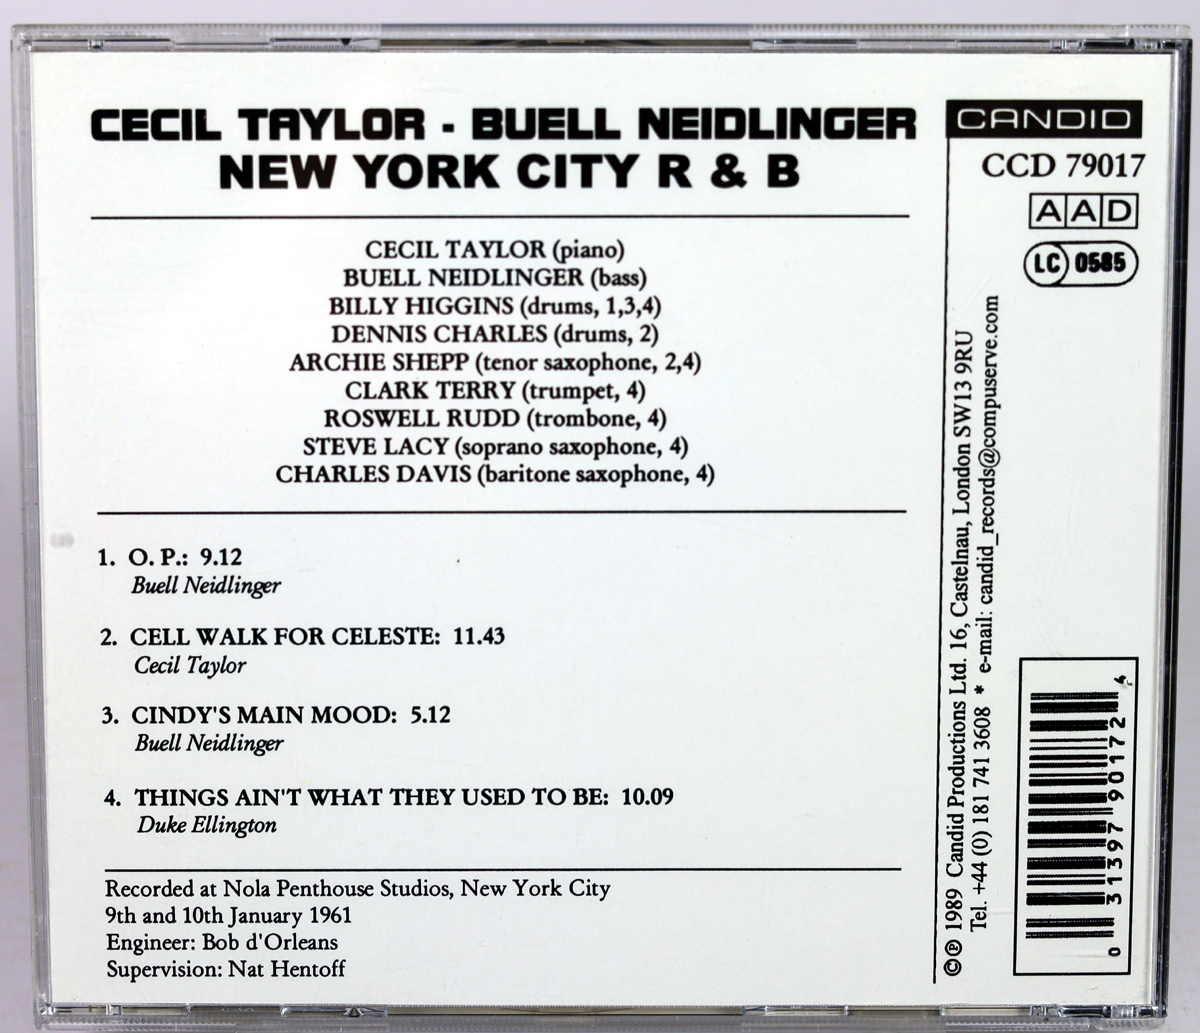 CECIL TAYLOR - BUELL NEIDLINGER
NEW YORK CITY R & B
CECIL TAYLOR (piano)
BUELL NEIDLINGER (bass)
BILLY HIGGINS (drums, 1,3,4)
DENNIS CHARLES (drums, 2)
ARCHIE SHEPP (tenor saxophone, 2,4)
CLARK TERRY (trumpet, 4)
ROSWELL RUDD (trombone, 4)
STEVE LACY (soprano saxophone, 4)
CHARLES DAVIS (baritone saxophone, 4)
1. O. P.: 9.12
Buell Neidlinger
2. CELL WALK FOR CELESTE: 11.43
Cecil Taylor
3. CINDY'S MAIN MOOD: 5.12
Buell Neidlinger
4. THINGS AIN'T WHAT THEY USED TO BE: 10.09
Duke Ellington
Recorded at Nola Penthouse Studios, New York City
9th and 10th January 1961
Engineer: Bob d'Orleans
Supervision: Nat Hentoff
CANDID
CCD 79017
AAD
LC 0585
©℗ 1989 Candid Productions Ltd. 16, Castelnau, London SW13 9RU
Tel. +44 (0) 181 741 3608 * e-mail: candid_records@compuserve.com
0 31397 90172 4